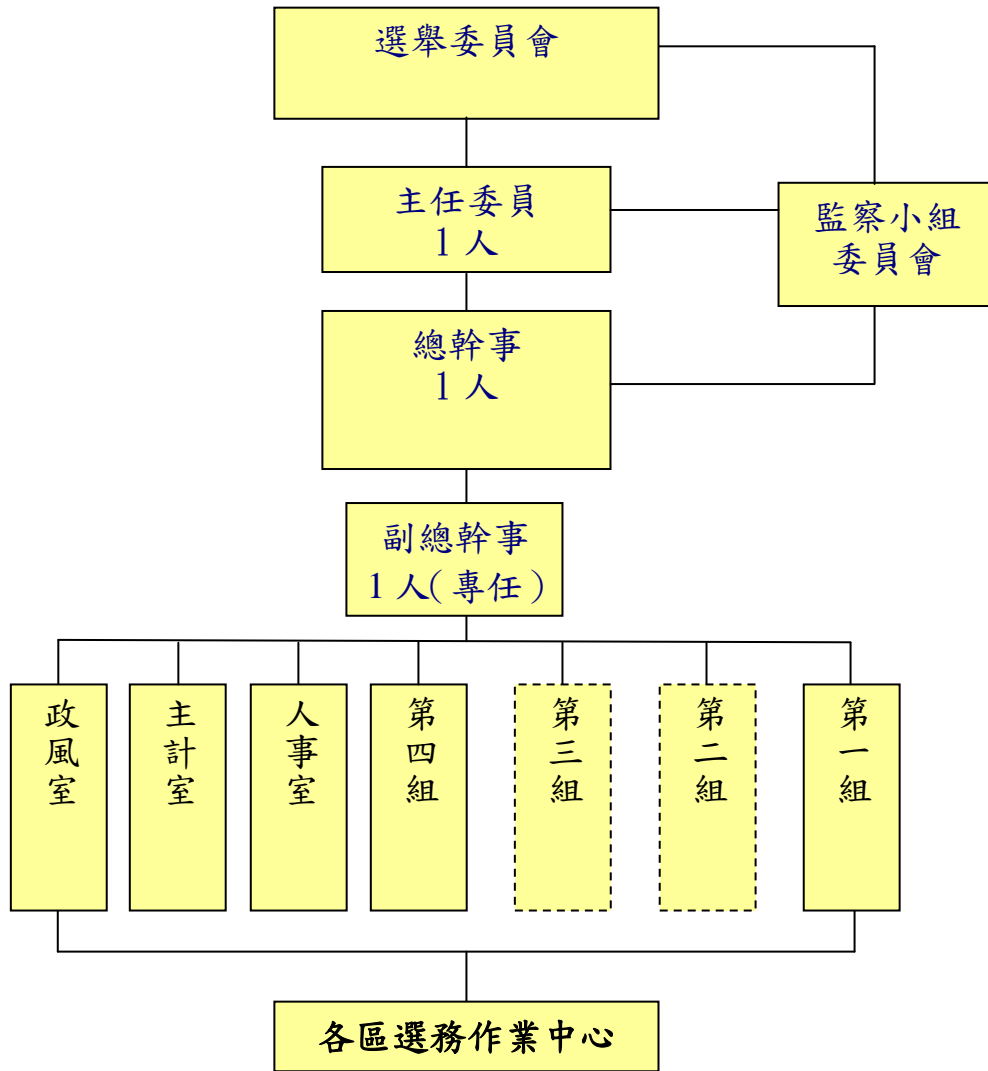 選舉委員會
主任委員
1 人
監察小組
委員會
總幹事
1 人
副總幹事
1 人（專任）
政風室
主計室
人事室
第四組
第三組
第二組
第一組
各區選務作業中心